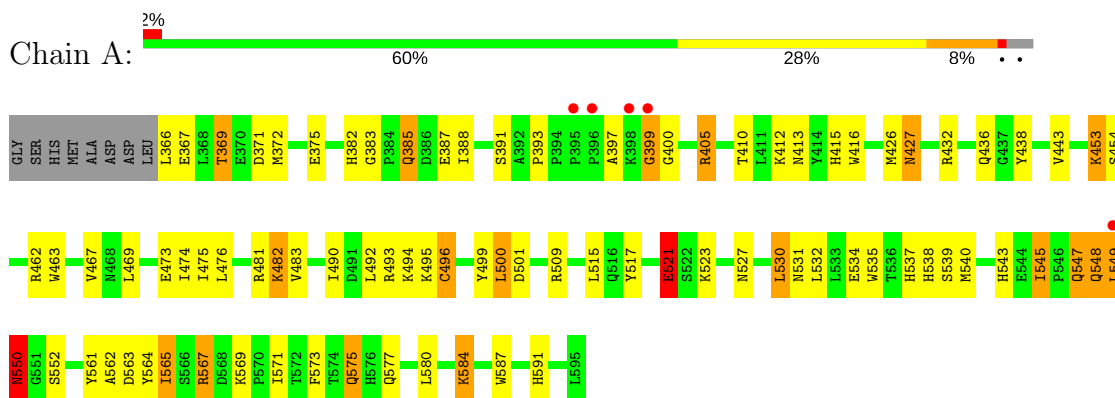 2%
Chain A:
60% 28% 8% • •
GLY SER HIS MET ALA ASP ASP LEU L366 E367 L368 T369 E370 D371 M372 E375 H382 G383 P384 Q385 D386 E387 I388 S391 A392 P393 P394 P395 P396 A397 K398 G399 G400 R405 T410 L411 K412 N413 Y414 H415 W416 M426 N427 R432 Q436 G437 Y438 V443 K453 S454
R462 W463 V467 N468 L469 E473 I474 I475 L476 R481 K482 V483 I490 D491 L492 R493 K494 K495 C496 Y499 L500 D501 R509 L515 Q516 Y517 E521 S522 K523 N527 L530 N531 L532 L533 E534 W535 T536 H537 H538 S539 M540 H543 E544 I545 P546 Q547 Q548 L549
N550 G551 S552 Y561 A562 D563 Y564 I565 S566 R567 D568 K569 P570 I571 T572 F573 T574 Q575 H576 Q577 L580 K584 W587 H591 L595